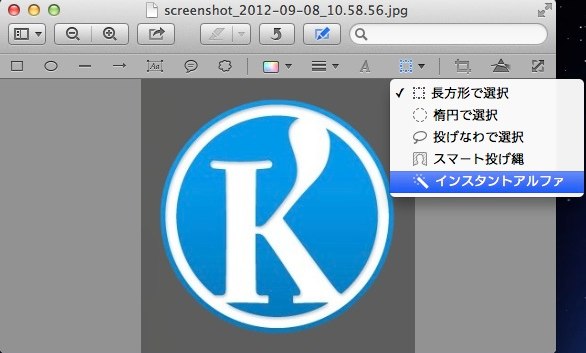 screenshot_2012-09-08_10.58.56.jpg
Aa
A
✓ 長方形で選択
楕円で選択
投げなわで選択
スマート投げ縄
インスタントアルファ
K